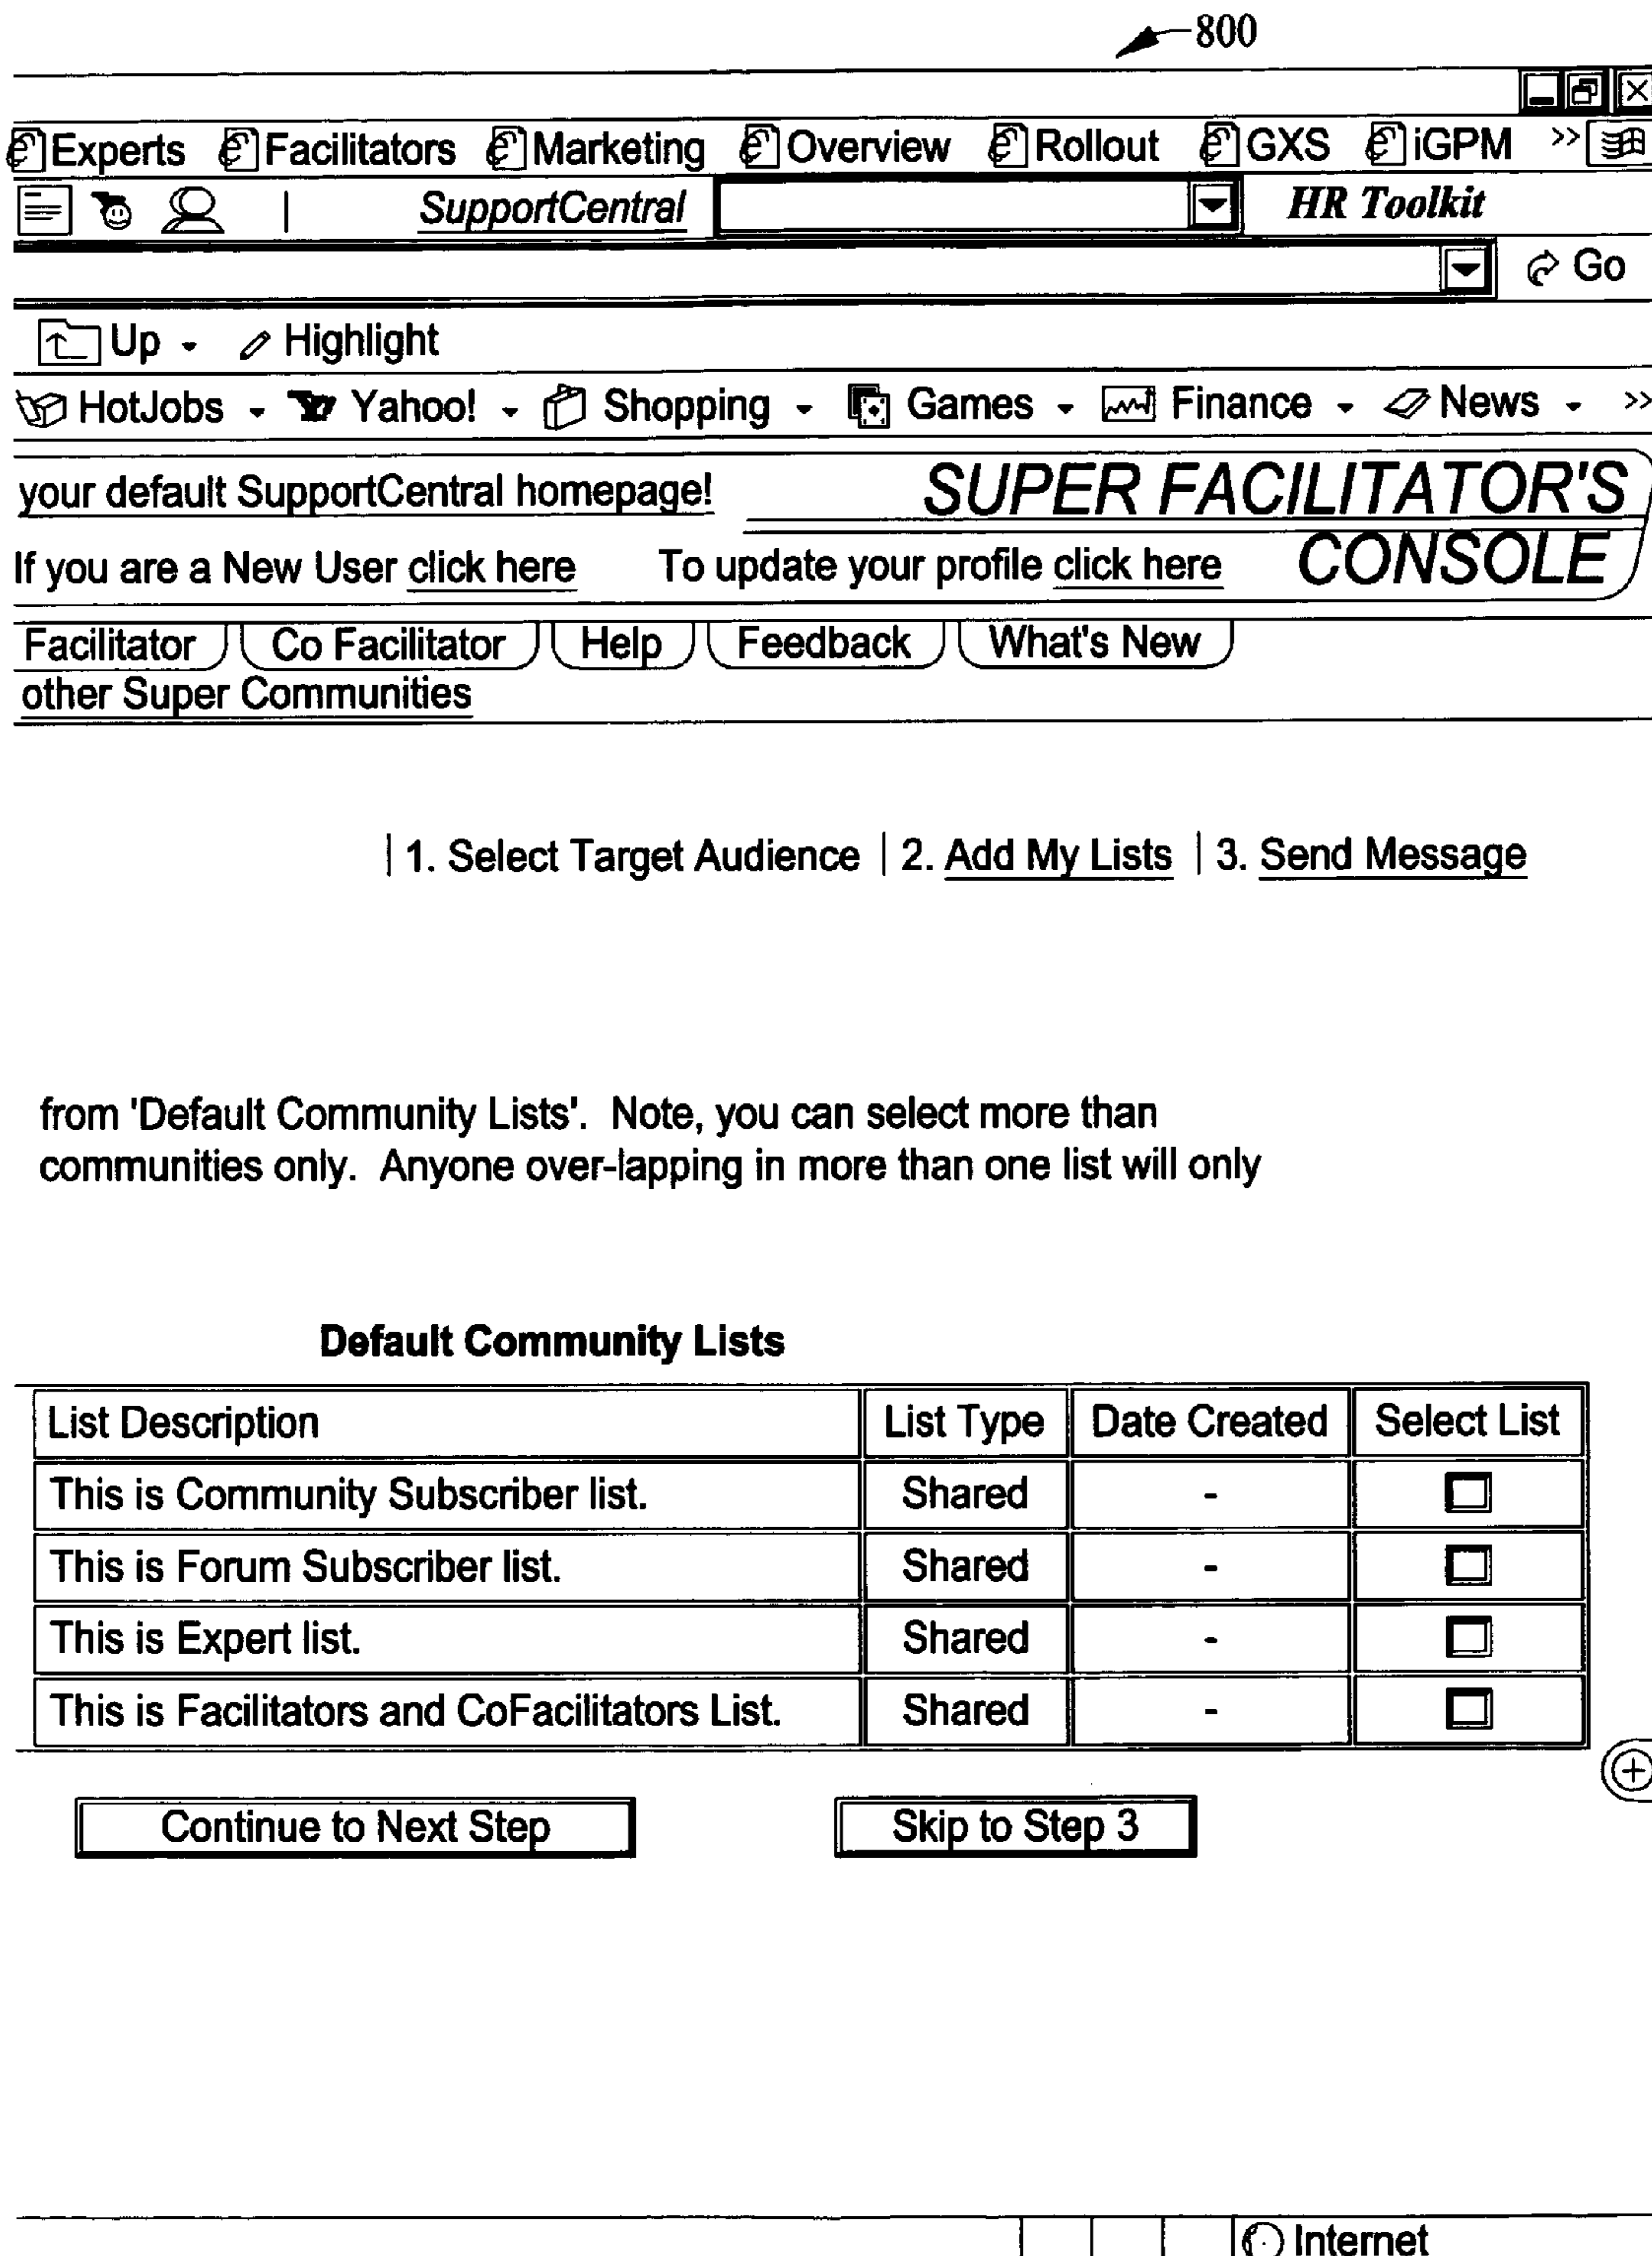 800
Experts Facilitators Marketing Overview Rollout GXS iGPM >>
SupportCentral HR Toolkit
Go
Up - Highlight
HotJobs - Yahoo! - Shopping - Games - Finance - News - >>
your default SupportCentral homepage! SUPER FACILITATOR'S
If you are a New User click here To update your profile click here CONSOLE
Facilitator Co Facilitator Help Feedback What's New
other Super Communities
| 1. Select Target Audience | 2. Add My Lists | 3. Send Message
from 'Default Community Lists'. Note, you can select more than
communities only. Anyone over-lapping in more than one list will only
Default Community Lists
List Description List Type Date Created Select List
This is Community Subscriber list. Shared -
This is Forum Subscriber list. Shared -
This is Expert list. Shared -
This is Facilitators and CoFacilitators List. Shared -
Continue to Next Step Skip to Step 3
Internet